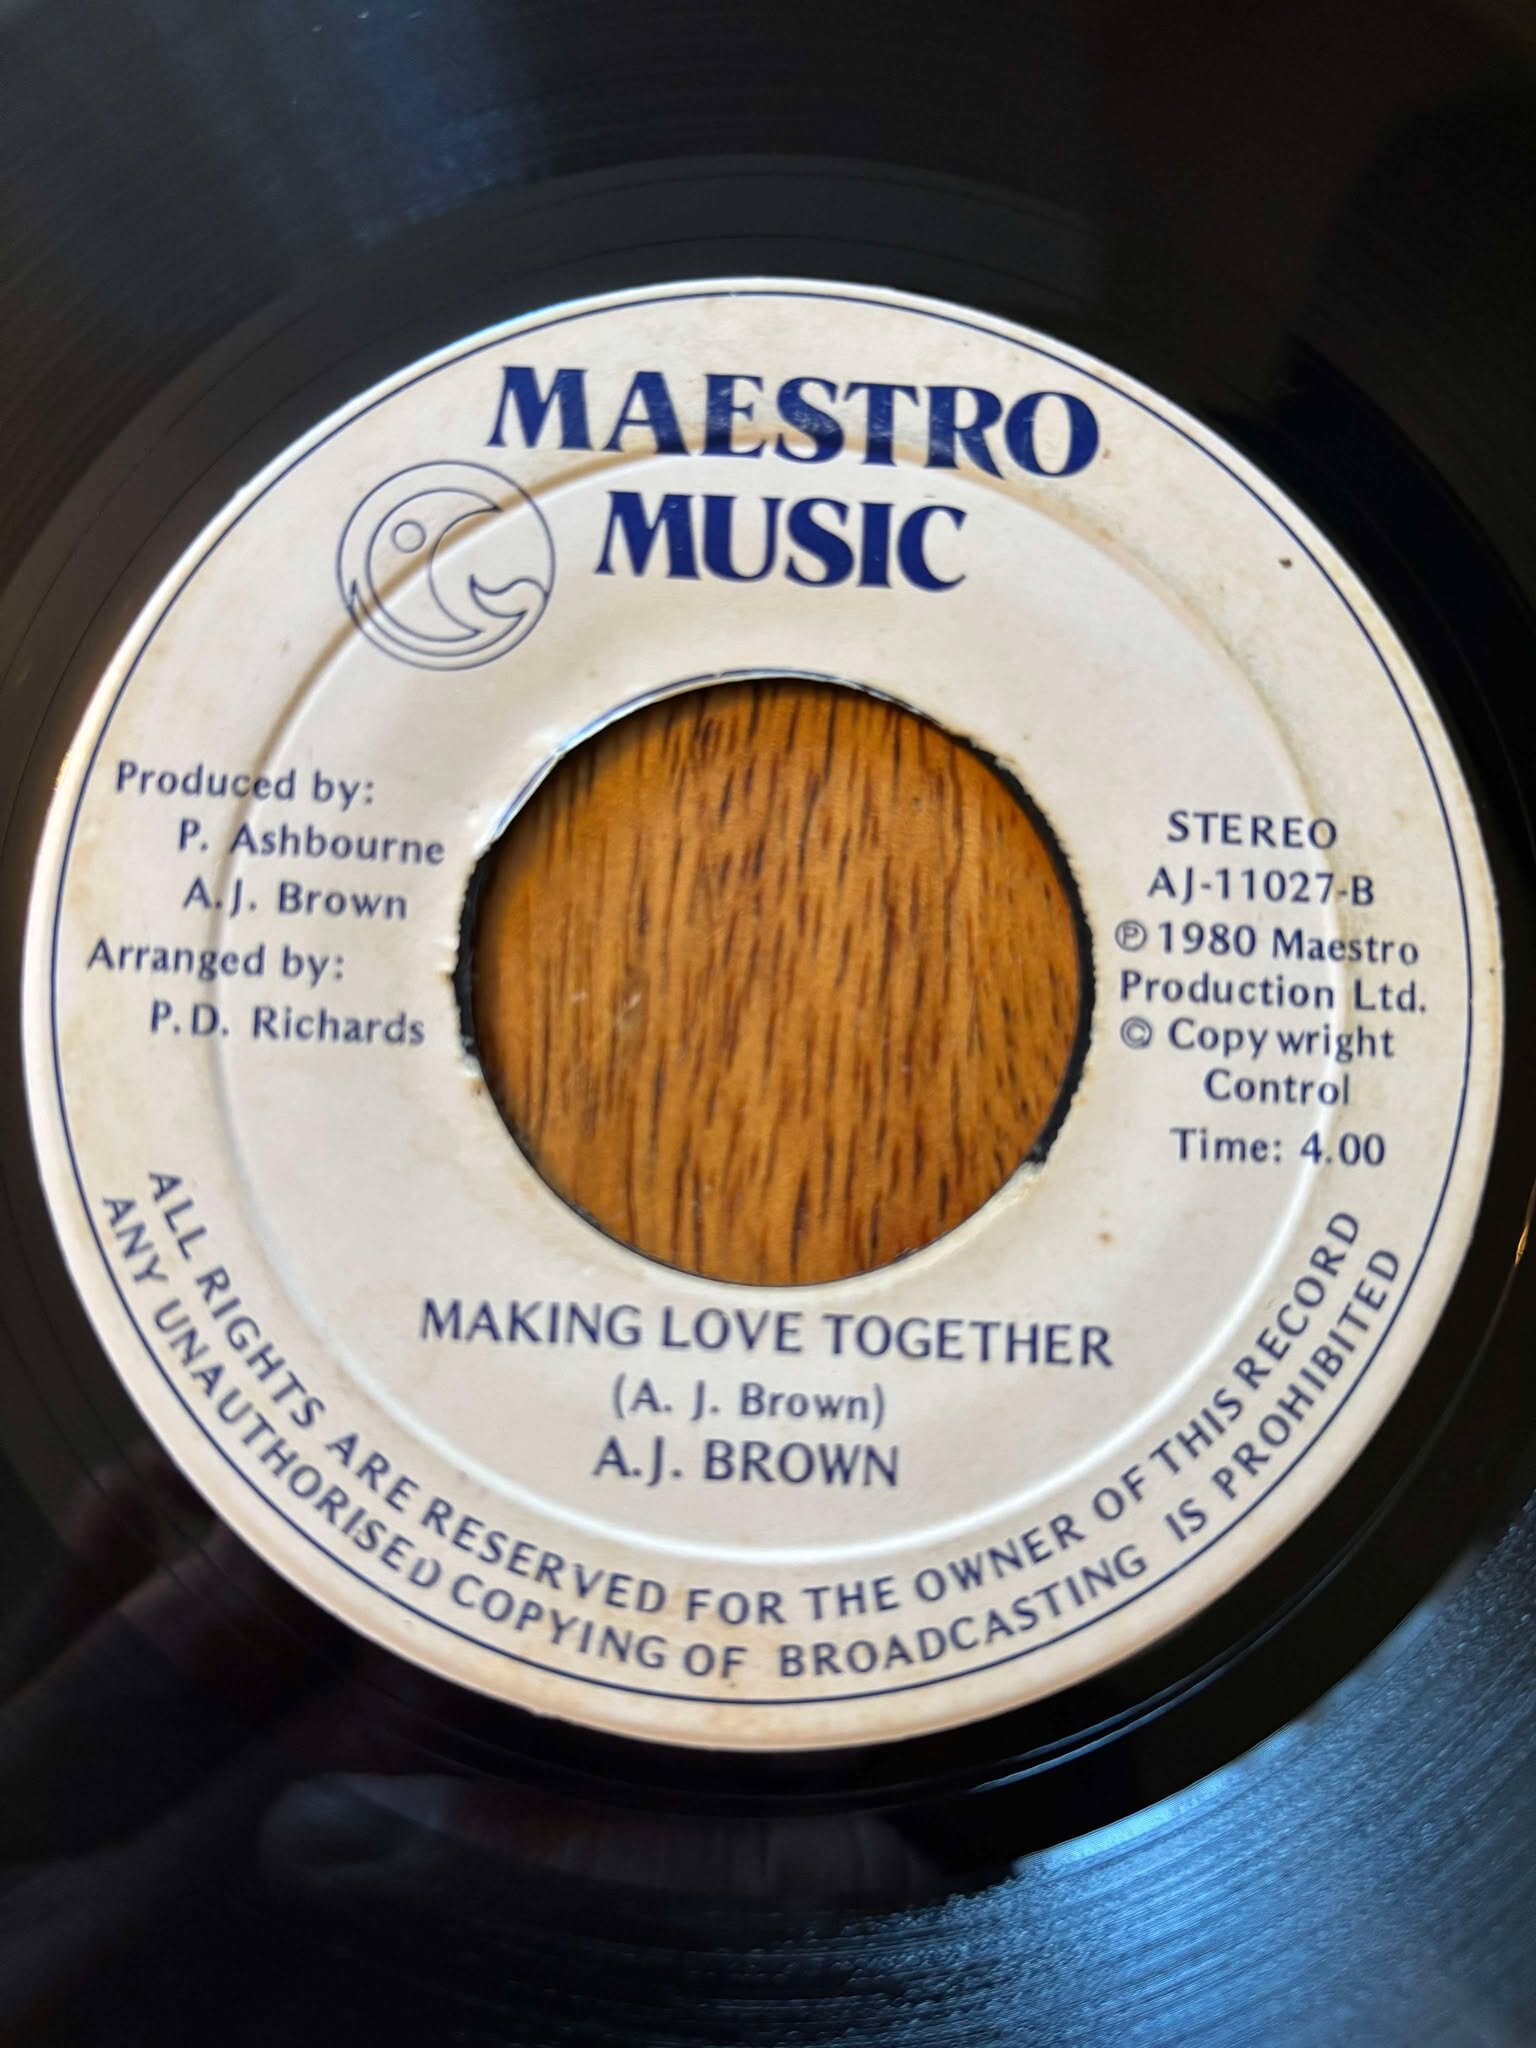 MAESTRO
MUSIC
Produced by:
P. Ashbourne
A.J. Brown
Arranged by:
P.D. Richards
STEREO
AJ-11027-B
℗ 1980 Maestro
Production Ltd.
© Copy wright
Control
Time: 4.00
MAKING LOVE TOGETHER
(A. J. Brown)
A.J. BROWN
ALL RIGHTS ARE RESERVED FOR THE OWNER OF THIS RECORD
ANY UNAUTHORISED COPYING OF BROADCASTING IS PROHIBITED